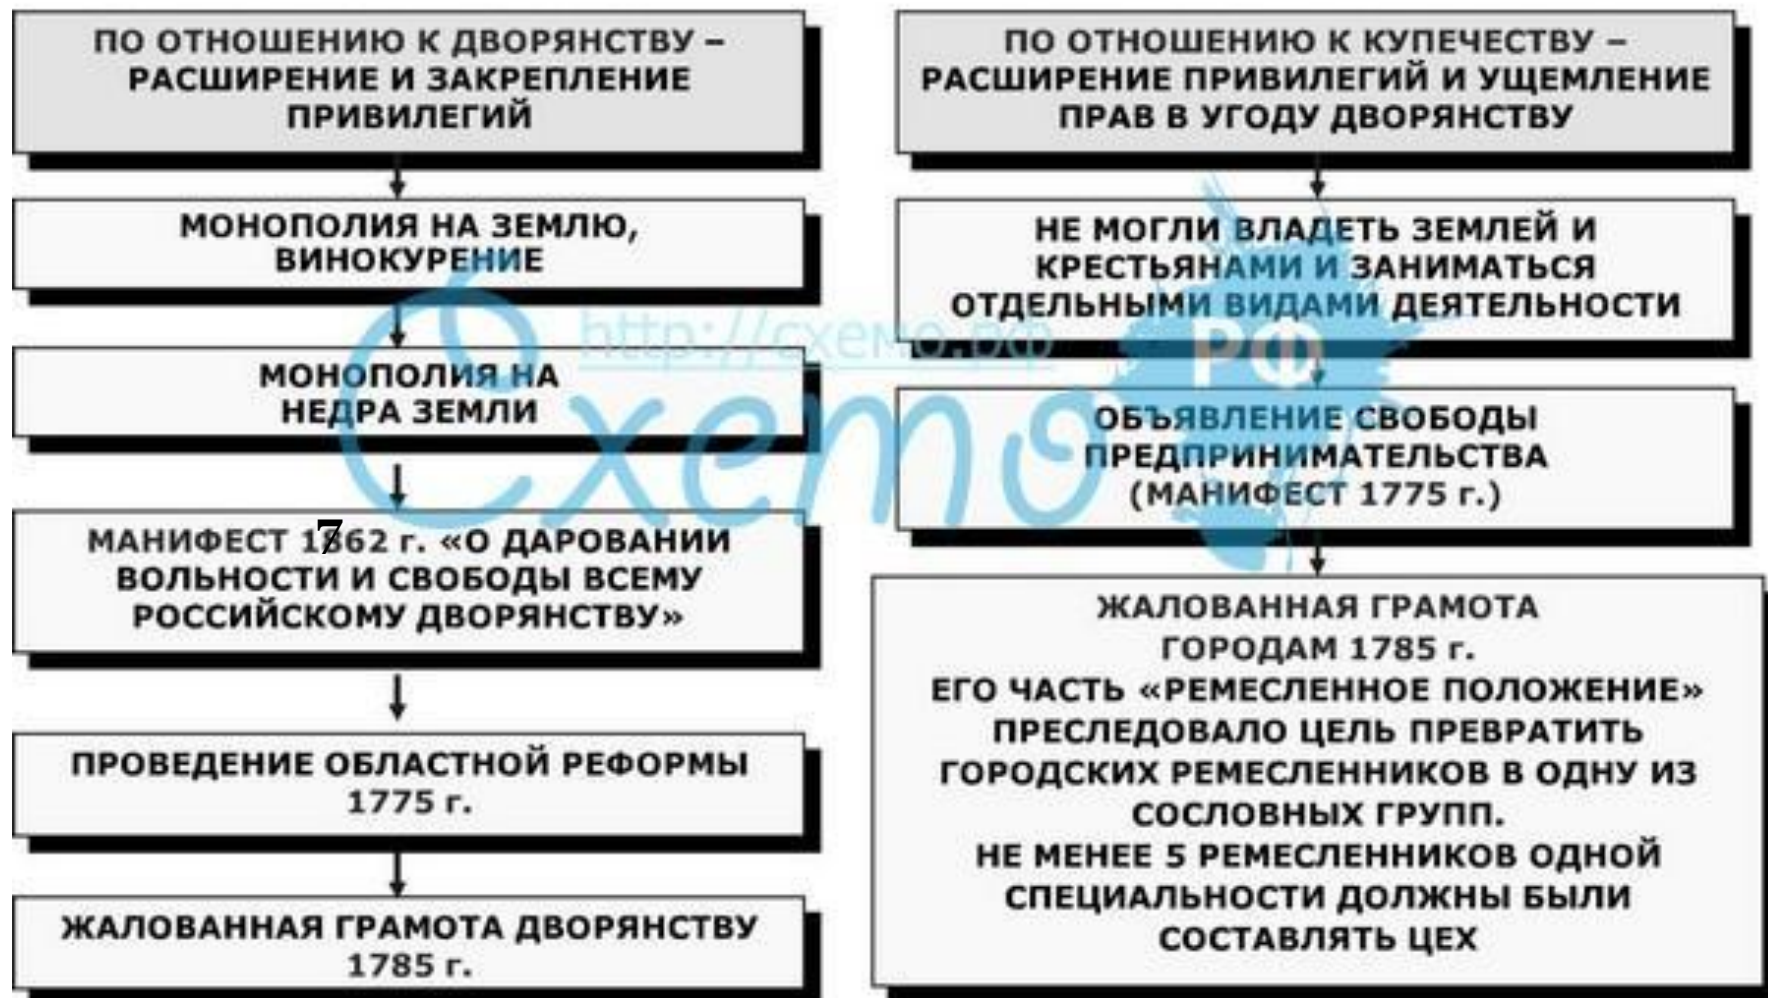 ПО ОТНОШЕНИЮ К ДВОРЯНСТВУ –
РАСШИРЕНИЕ И ЗАКРЕПЛЕНИЕ
ПРИВИЛЕГИЙ
МОНОПОЛИЯ НА ЗЕМЛЮ,
ВИНОКУРЕНИЕ
МОНОПОЛИЯ НА
НЕДРА ЗЕМЛИ
МАНИФЕСТ 1762 г. «О ДАРОВАНИИ
ВОЛЬНОСТИ И СВОБОДЫ ВСЕМУ
РОССИЙСКОМУ ДВОРЯНСТВУ»
ПРОВЕДЕНИЕ ОБЛАСТНОЙ РЕФОРМЫ
1775 г.
ЖАЛОВАННАЯ ГРАМОТА ДВОРЯНСТВУ
1785 г.
ПО ОТНОШЕНИЮ К КУПЕЧЕСТВУ –
РАСШИРЕНИЕ ПРИВИЛЕГИЙ И УЩЕМЛЕНИЕ
ПРАВ В УГОДУ ДВОРЯНСТВУ
НЕ МОГЛИ ВЛАДЕТЬ ЗЕМЛЕЙ И
КРЕСТЬЯНАМИ И ЗАНИМАТЬСЯ
ОТДЕЛЬНЫМИ ВИДАМИ ДЕЯТЕЛЬНОСТИ
ОБЪЯВЛЕНИЕ СВОБОДЫ
ПРЕДПРИНИМАТЕЛЬСТВА
(МАНИФЕСТ 1775 г.)
ЖАЛОВАННАЯ ГРАМОТА
ГОРОДАМ 1785 г.
ЕГО ЧАСТЬ «РЕМЕСЛЕННОЕ ПОЛОЖЕНИЕ»
ПРЕСЛЕДОВАЛО ЦЕЛЬ ПРЕВРАТИТЬ
ГОРОДСКИХ РЕМЕСЛЕННИКОВ В ОДНУ ИЗ
СОСЛОВНЫХ ГРУПП.
НЕ МЕНЕЕ 5 РЕМЕСЛЕННИКОВ ОДНОЙ
СПЕЦИАЛЬНОСТИ ДОЛЖНЫ БЫЛИ
СОСТАВЛЯТЬ ЦЕХ
http://схемо.рф
Схемо
РФ